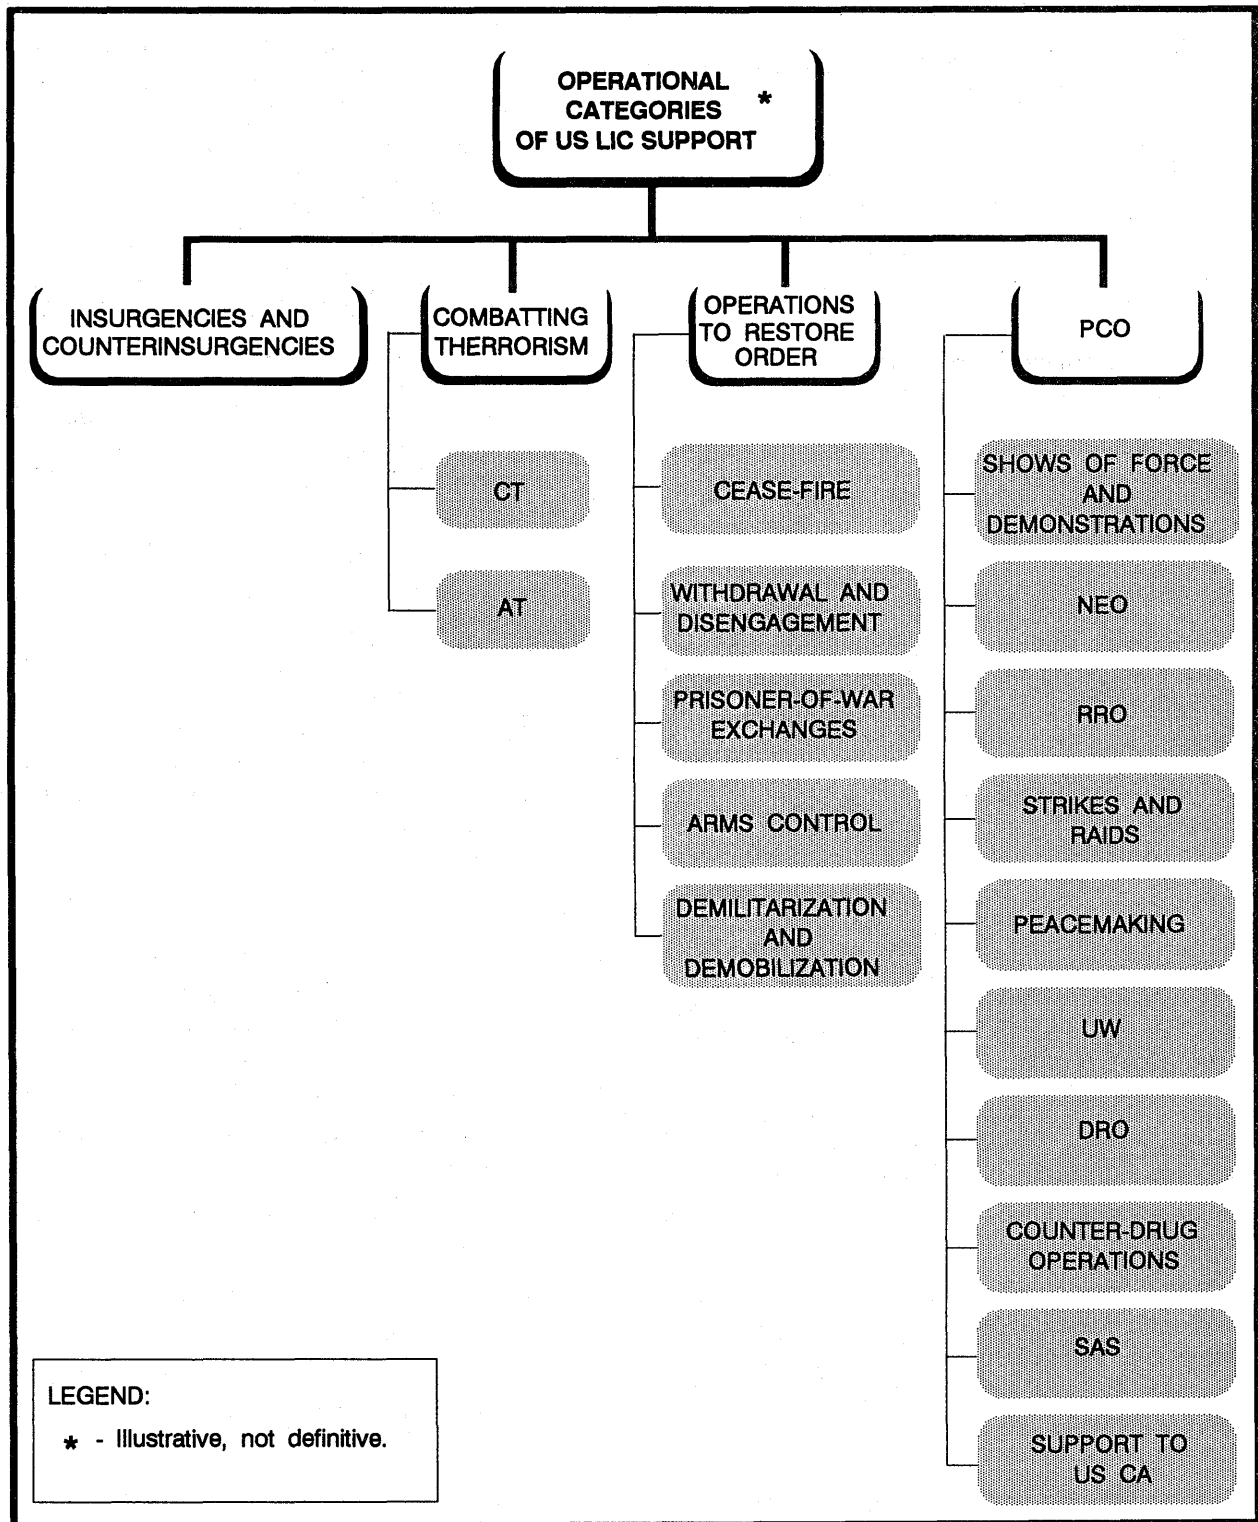 OPERATIONAL
CATEGORIES *
OF US LIC SUPPORT
INSURGENCIES AND
COUNTERINSURGENCIES
COMBATTING
THERRORISM
OPERATIONS
TO RESTORE
ORDER
PCO
CT
AT
CEASE-FIRE
WITHDRAWAL AND
DISENGAGEMENT
PRISONER-OF-WAR
EXCHANGES
ARMS CONTROL
DEMILITARIZATION
AND
DEMOBILIZATION
SHOWS OF FORCE
AND
DEMONSTRATIONS
NEO
RRO
STRIKES AND
RAIDS
PEACEMAKING
UW
DRO
COUNTER-DRUG
OPERATIONS
SAS
SUPPORT TO
US CA
LEGEND:
* - Illustrative, not definitive.